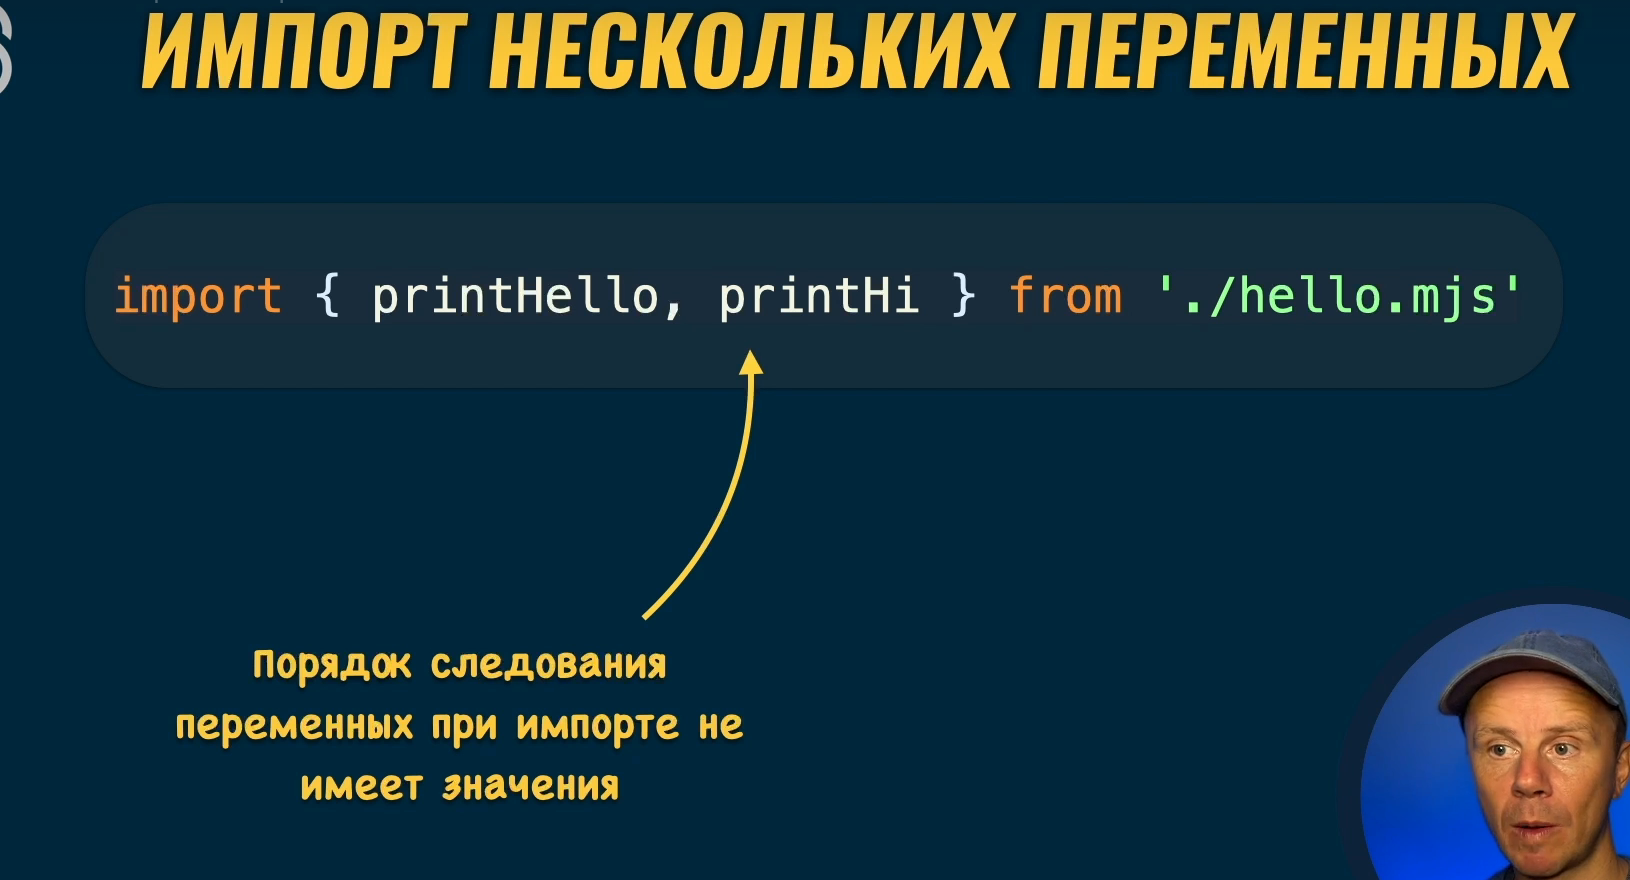 ИМПОРТ НЕСКОЛЬКИХ ПЕРЕМЕННЫХ
import { printHello, printHi } from './hello.mjs'
Порядок следования
переменных при импорте не
имеет значения